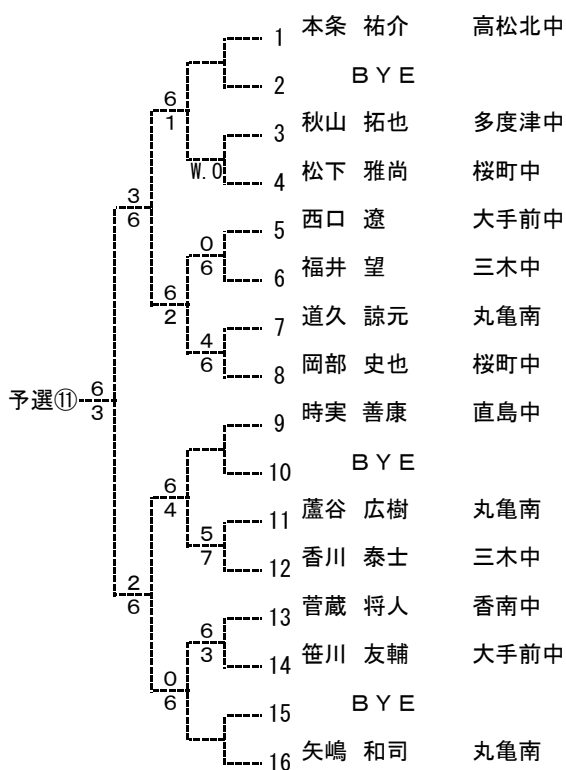 1 本条 祐介 高松北中
2 ＢＹＥ
6
1
3 秋山 拓也 多度津中
W.O
4 松下 雅尚 桜町中
3
6
5 西口 遼 大手前中
0
6
6 福井 望 三木中
6
2
7 道久 諒元 丸亀南
4
6
8 岡部 史也 桜町中
予選⑪
6
3
9 時実 善康 直島中
10 ＢＹＥ
6
4
11 蘆谷 広樹 丸亀南
5
7
12 香川 泰士 三木中
2
6
13 菅蔵 将人 香南中
6
3
14 笹川 友輔 大手前中
0
6
15 ＢＹＥ
16 矢嶋 和司 丸亀南